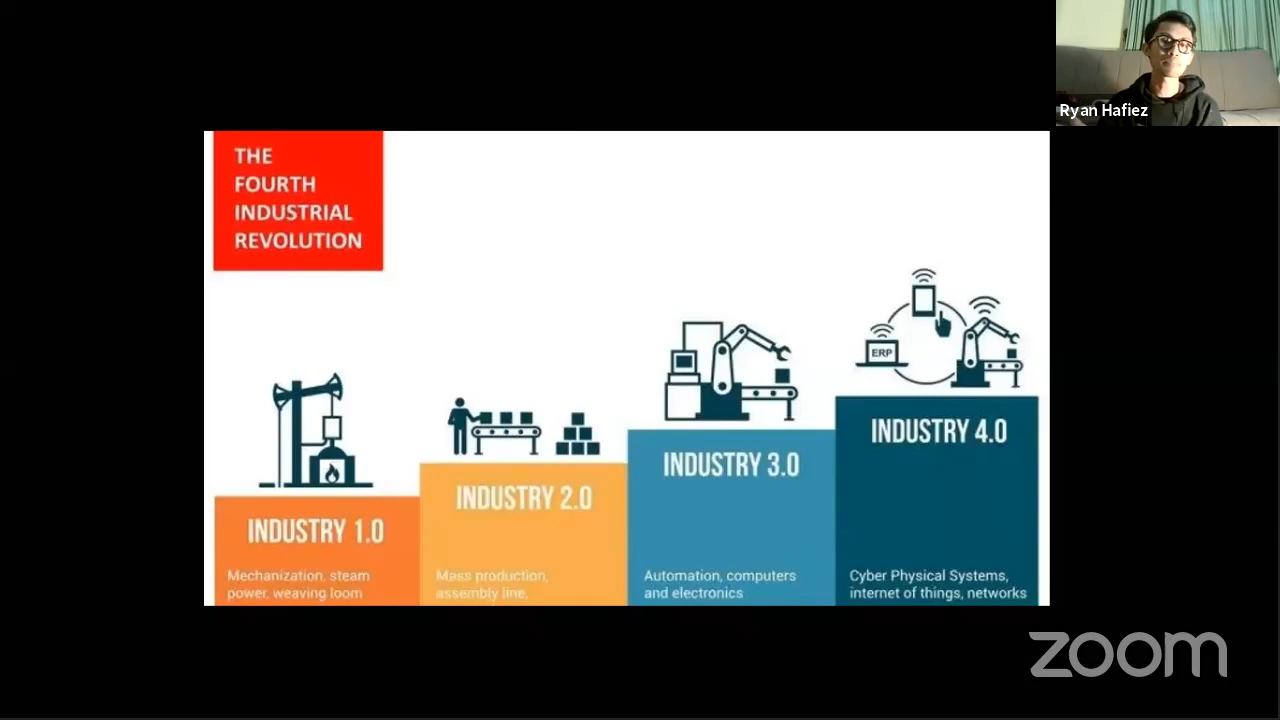 Ryan Hafiez
THE
FOURTH
INDUSTRIAL
REVOLUTION
ERP
INDUSTRY 1.0
Mechanization, steam
power, weaving loom
INDUSTRY 2.0
Mass production,
assembly line,
INDUSTRY 3.0
Automation, computers
and electronics
INDUSTRY 4.0
Cyber Physical Systems,
internet of things, networks
zoom